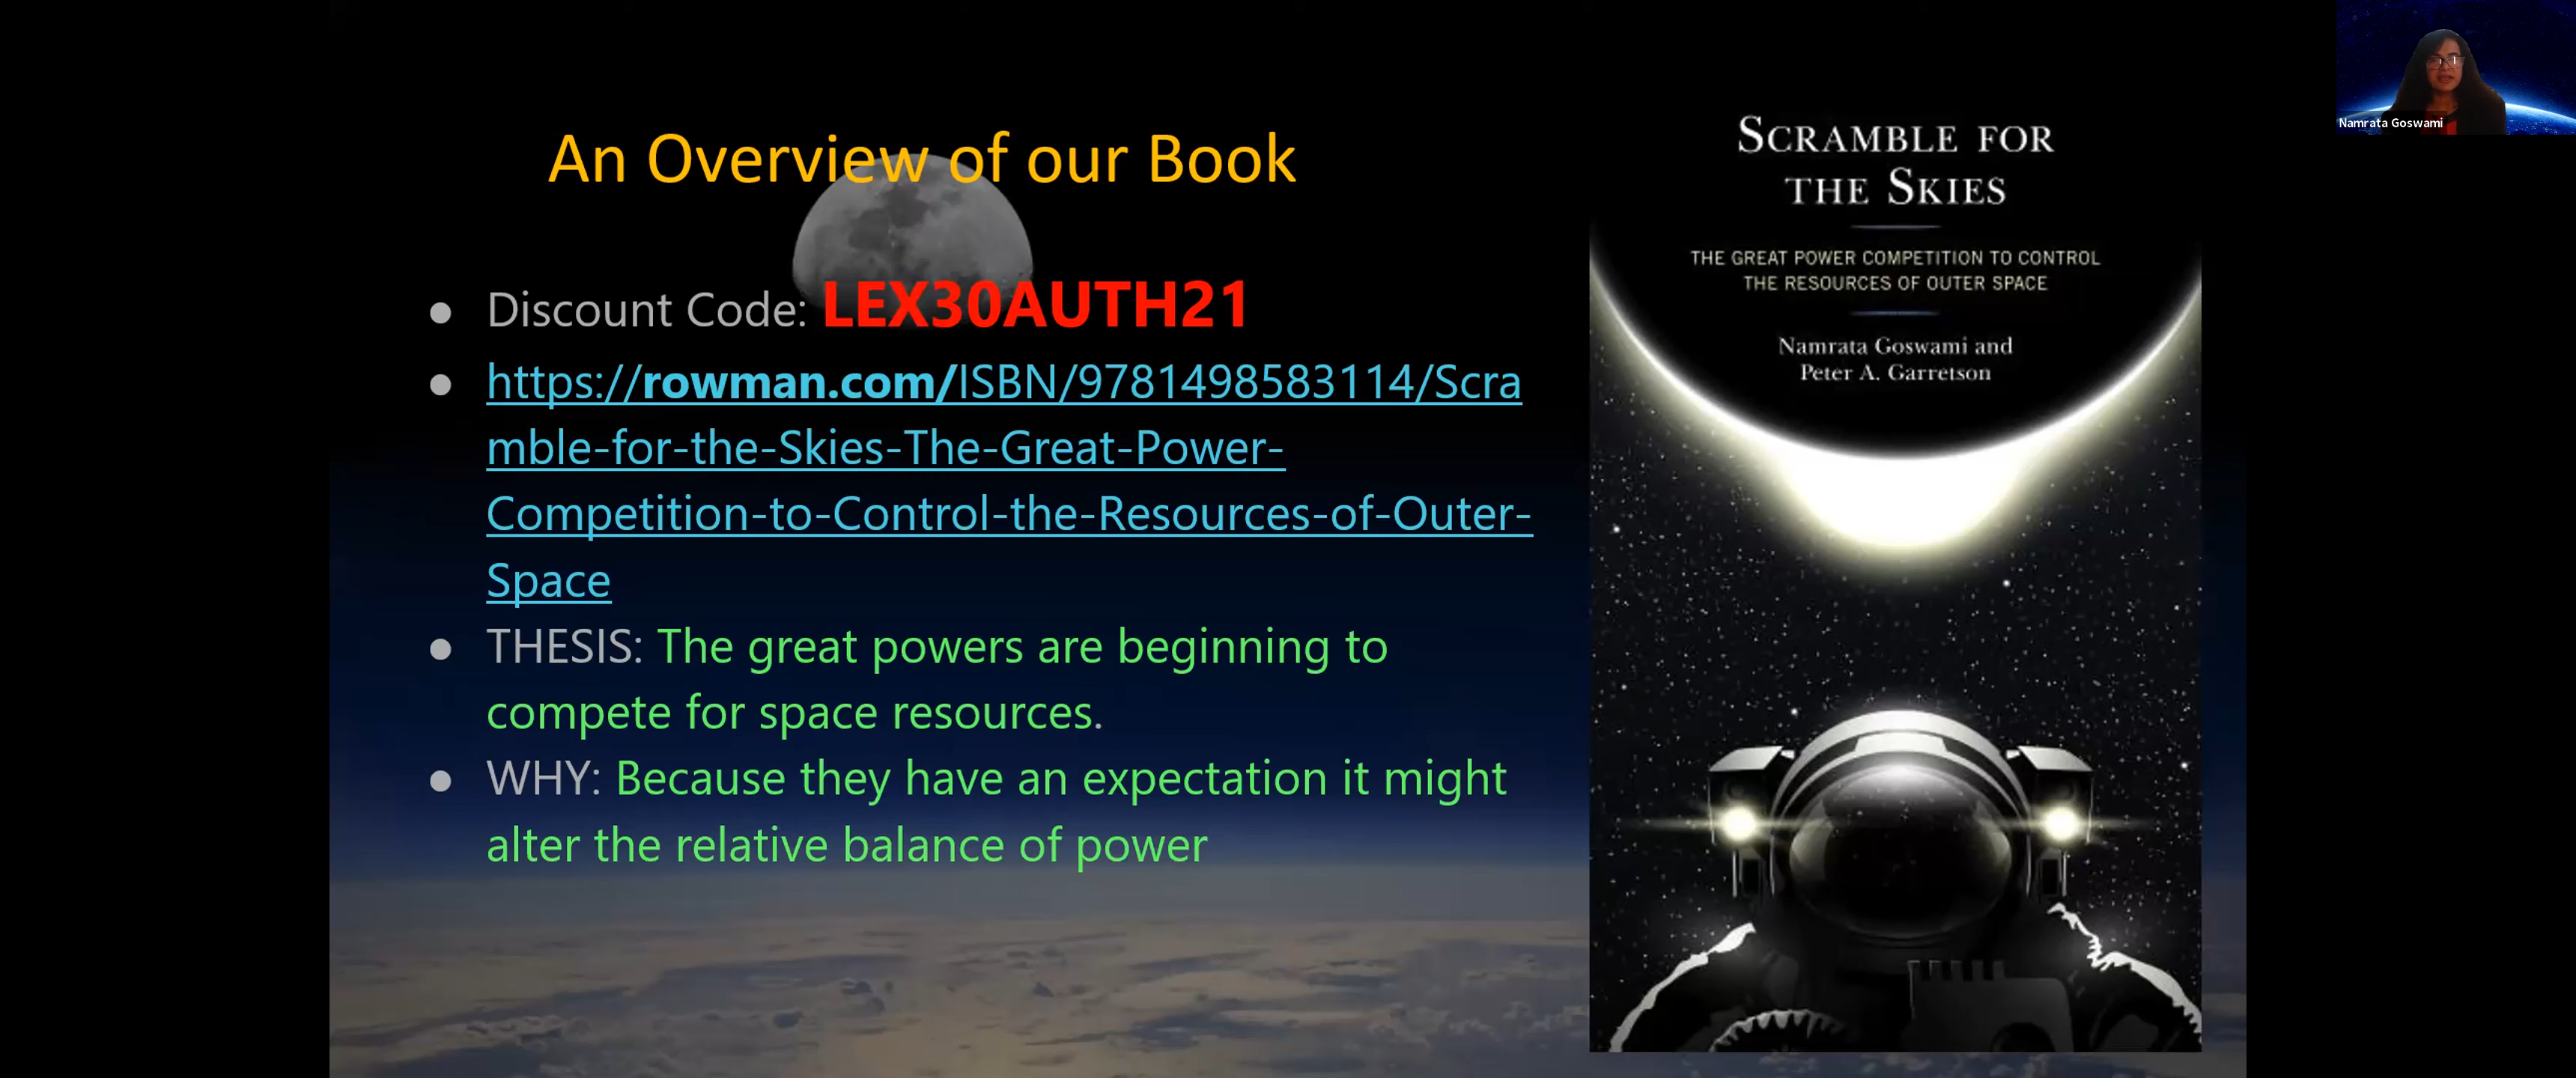 An Overview of our Book
● Discount Code: LEX30AUTH21
● https://rowman.com/ISBN/9781498583114/Scra
mble-for-the-Skies-The-Great-Power-
Competition-to-Control-the-Resources-of-Outer-
Space
● THESIS: The great powers are beginning to
compete for space resources.
● WHY: Because they have an expectation it might
alter the relative balance of power
SCRAMBLE FOR
THE SKIES
THE GREAT POWER COMPETITION TO CONTROL
THE RESOURCES OF OUTER SPACE
Namrata Goswami and
Peter A. Garretson
Namrata Goswami